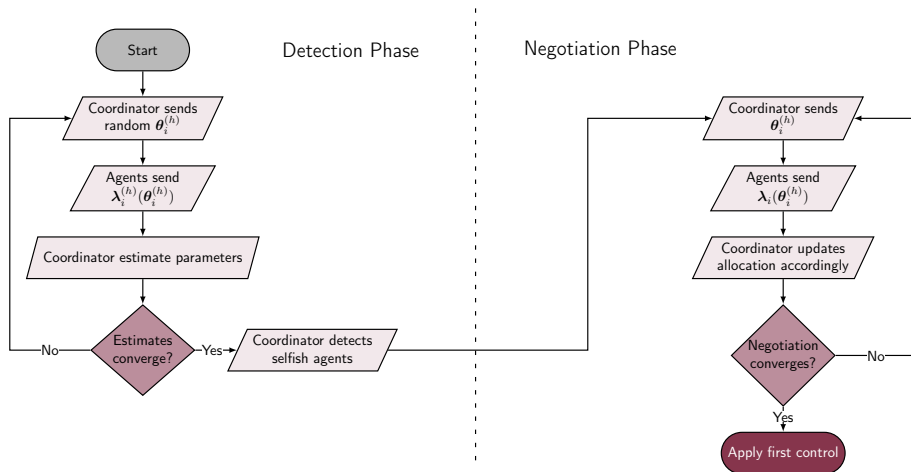 Start
Detection Phase
Coordinator sends
random θ_i^(h)
Agents send
λ_i^(h)(θ_i^(h))
Coordinator estimate parameters
Estimates
converge?
No
Yes
Coordinator detects
selfish agents
Negotiation Phase
Coordinator sends
θ_i^(h)
Agents send
λ_i(θ_i^(h))
Coordinator updates
allocation accordingly
Negotiation
converges?
No
Yes
Apply first control